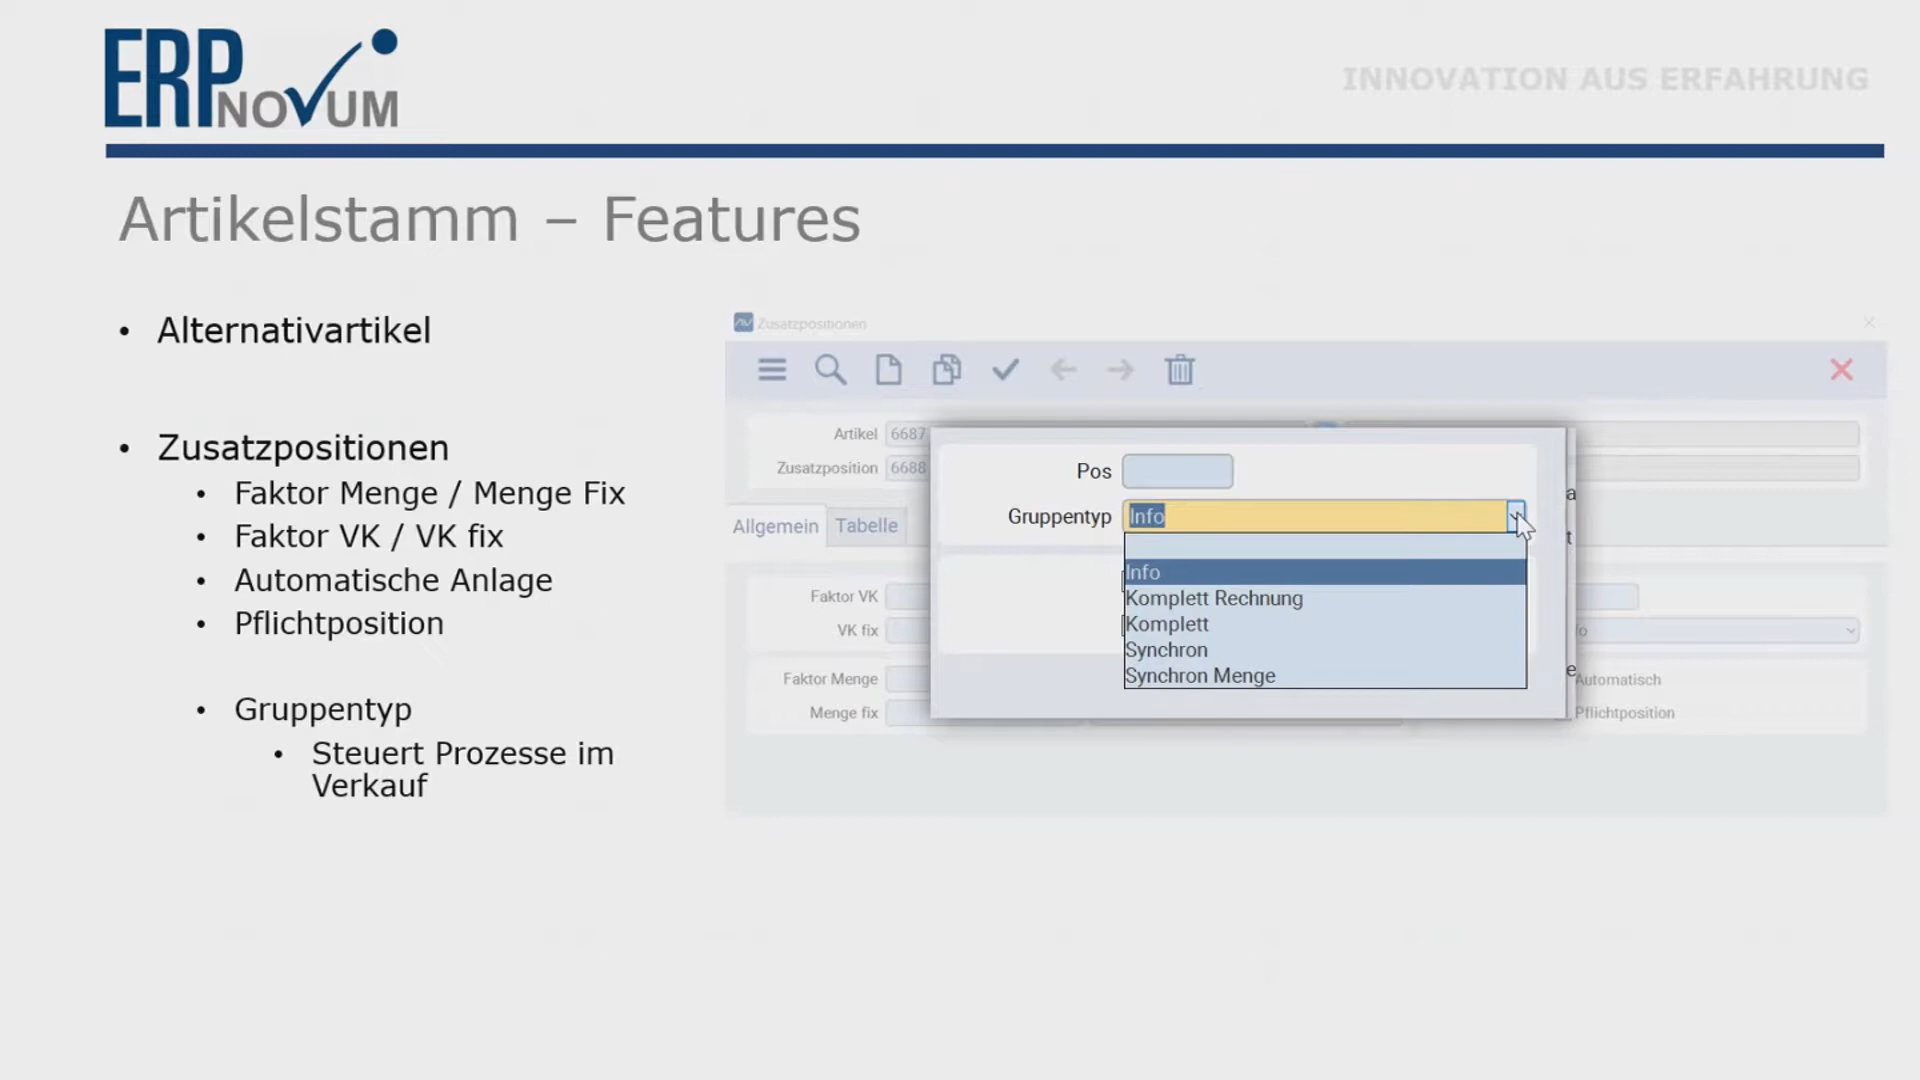 ERP NOVUM
INNOVATION AUS ERFAHRUNG
Artikelstamm – Features
• Alternativartikel
• Zusatzpositionen
• Faktor Menge / Menge Fix
• Faktor VK / VK fix
• Automatische Anlage
• Pflichtposition
• Gruppentyp
• Steuert Prozesse im
Verkauf
Zusatzpositionen
Artikel 6687
Zusatzposition 6688
Allgemein Tabelle
Faktor VK
VK fix
Faktor Menge
Menge fix
Pos
Gruppentyp Info
Info
Komplett Rechnung
Komplett
Synchron
Synchron Menge
Automatisch
Pflichtposition